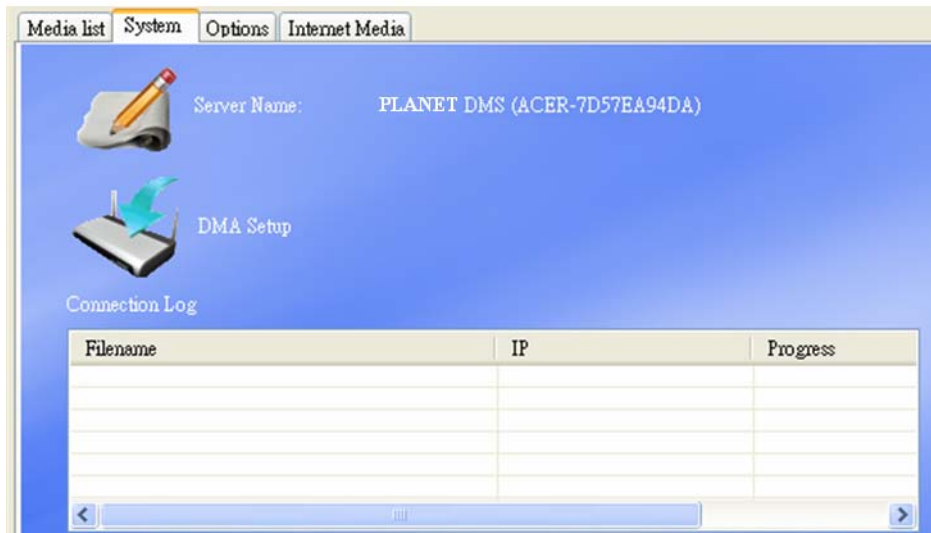 Media list System Options Internet Media
Server Name: PLANET DMS (ACER-7D57EA94DA)
DMA Setup
Connection Log
Filename IP Progress